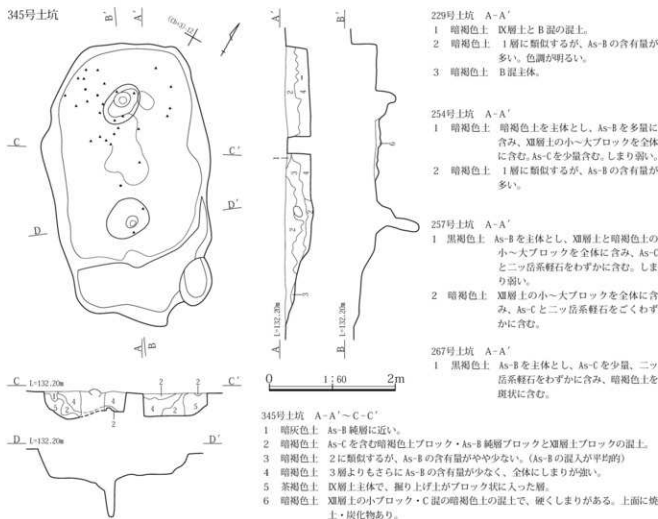 345号土坑
B' A'
C C'
D D'
A B
C L=132.20m C'
D L=132.20m D'
A' B'
A L=132.20m
B L=132.20m
0 1:60 2m
229号土坑 A-A'
1 暗褐色土 Ⅸ層土とB混の混土。
2 暗褐色土 1層に類似するが、As-Bの含有量が
多い。色調が明るい。
3 暗褐色土 B混主体。
254号土坑 A-A'
1 暗褐色土 暗褐色土を主体とし、As-Bを多量に
含み、Ⅻ層土の小～大ブロックを全体
に含む。As-Cを少量含む。しまり弱い。
2 暗褐色土 1層に類似するが、As-Bの含有量が
多い。
257号土坑 A-A'
1 黒褐色土 As-Bを主体とし、Ⅻ層土と暗褐色土の
小～大ブロックを全体に含み、As-C
と二ッ岳系軽石をわずかに含む。しま
り弱い。
2 暗褐色土 Ⅻ層土の小～大ブロックを全体に含
み、As-Cと二ッ岳系軽石をごくわず
かに含む。
267号土坑 A-A'
1 黒褐色土 As-Bを主体とし、As-Cを少量、二ッ
岳系軽石をわずかに含み、暗褐色土を
斑状に含む。
345号土坑 A-A'～C-C'
1 暗灰色土 As-B純層に近い。
2 暗褐色土 As-Cを含む暗褐色土ブロック・As-B純層ブロックとⅫ層土ブロックの混土。
3 暗褐色土 2に類似するが、As-Bの含有量がやや少ない。(As-Bの混入が平均的)
4 暗褐色土 3層よりもさらにAs-Bの含有量が少なく、全体にしまりが強い。
5 茶褐色土 Ⅸ層土主体で、掘り上げ土がブロック状に入った層。
6 暗褐色土 Ⅻ層土の小ブロック・C混の暗褐色土の混土で、硬くしまりがある。上面に焼
土・炭化物あり。